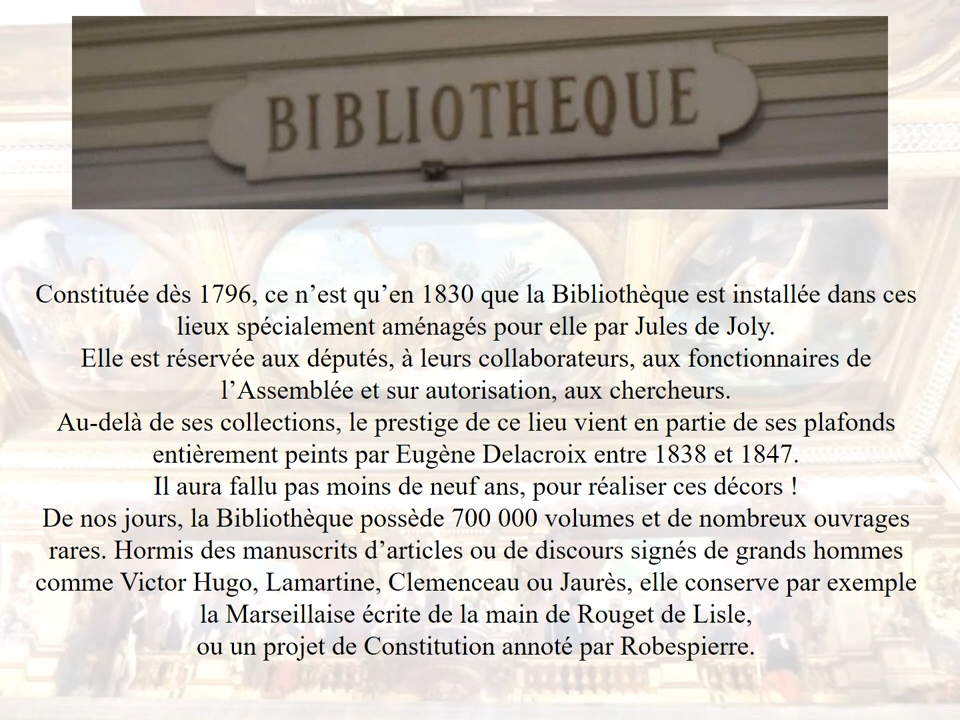 BIBLIOTHEQUE
Constituée dès 1796, ce n’est qu’en 1830 que la Bibliothèque est installée dans ces
lieux spécialement aménagés pour elle par Jules de Joly.
Elle est réservée aux députés, à leurs collaborateurs, aux fonctionnaires de
l’Assemblée et sur autorisation, aux chercheurs.
Au-delà de ses collections, le prestige de ce lieu vient en partie de ses plafonds
entièrement peints par Eugène Delacroix entre 1838 et 1847.
Il aura fallu pas moins de neuf ans, pour réaliser ces décors !
De nos jours, la Bibliothèque possède 700 000 volumes et de nombreux ouvrages
rares. Hormis des manuscrits d’articles ou de discours signés de grands hommes
comme Victor Hugo, Lamartine, Clemenceau ou Jaurès, elle conserve par exemple
la Marseillaise écrite de la main de Rouget de Lisle,
ou un projet de Constitution annoté par Robespierre.